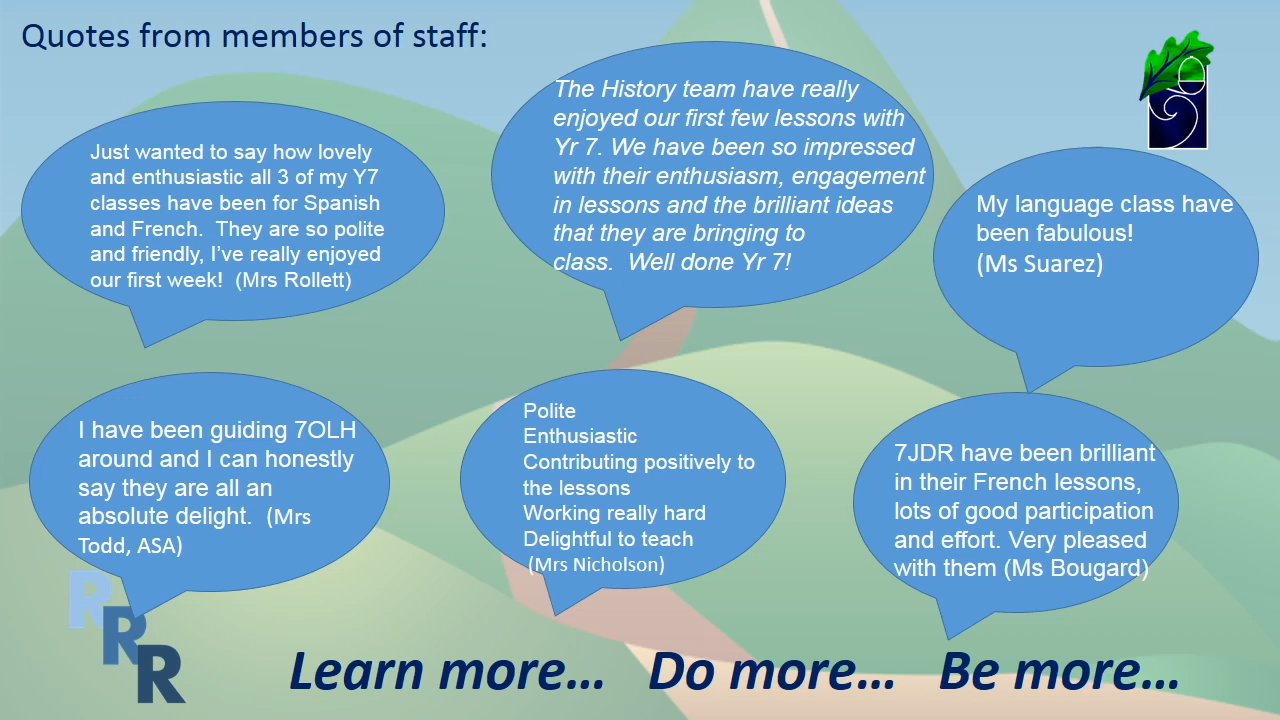 Quotes from members of staff:
Just wanted to say how lovely
and enthusiastic all 3 of my Y7
classes have been for Spanish
and French.  They are so polite
and friendly, I’ve really enjoyed
our first week!  (Mrs Rollett)
The History team have really
enjoyed our first few lessons with
Yr 7. We have been so impressed
with their enthusiasm, engagement
in lessons and the brilliant ideas
that they are bringing to
class.  Well done Yr 7!
My language class have
been fabulous!
(Ms Suarez)
I have been guiding 7OLH
around and I can honestly
say they are all an
absolute delight.  (Mrs
Todd, ASA)
Polite
Enthusiastic
Contributing positively to
the lessons
Working really hard
Delightful to teach
(Mrs Nicholson)
7JDR have been brilliant
in their French lessons,
lots of good participation
and effort. Very pleased
with them (Ms Bougard)
R
R
R
Learn more... Do more... Be more...